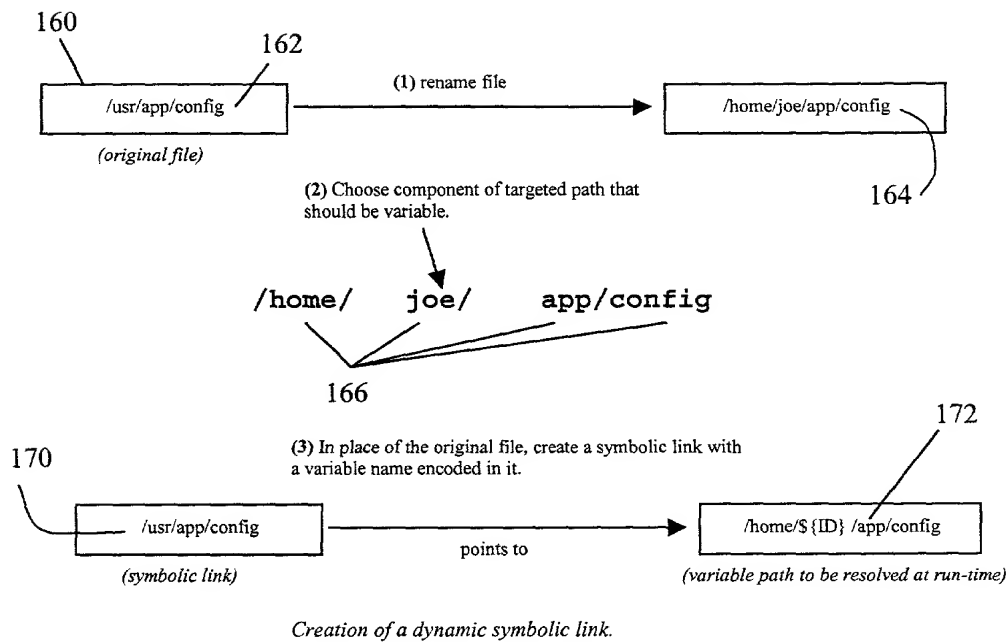 160
162
/usr/app/config
(1) rename file
/home/joe/app/config
(original file)
164
(2) Choose component of targeted path that
should be variable.
/home/ joe/ app/config
166
172
(3) In place of the original file, create a symbolic link with
a variable name encoded in it.
170
/usr/app/config
points to
/home/${ID} /app/config
(symbolic link)
(variable path to be resolved at run-time)
Creation of a dynamic symbolic link.